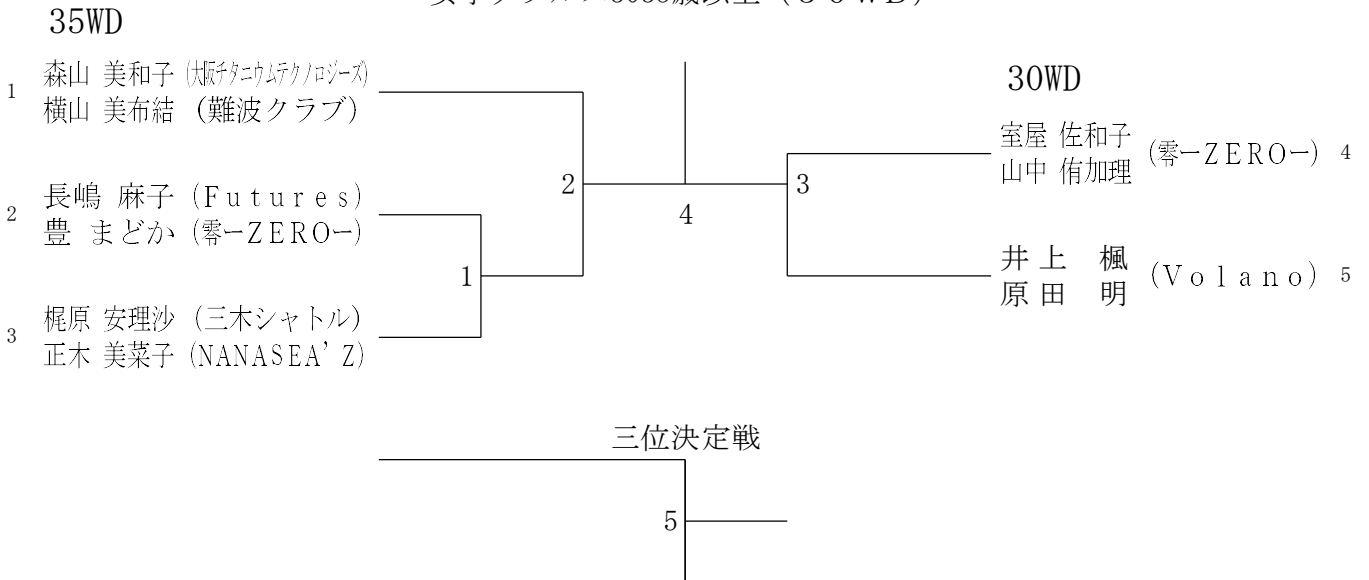 35WD
1 森山 美和子 (大阪チタニウムテクノロジーズ)
横山 美布結 (難波クラブ)
2 長嶋 麻子 (Futures)
豊 まどか (零ーZEROー)
3 梶原 安理沙 (三木シャトル)
正木 美菜子 (NANASEA'Z)
1
2
4
3
30WD
室屋 佐和子
山中 侑加理
(零ーZEROー) 4
井上 楓
原田 明
(Volano) 5
三位決定戦
5